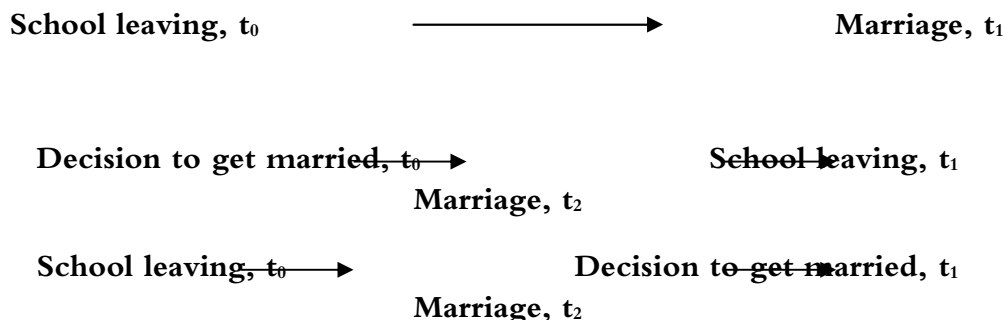 School leaving, t₀ Marriage, t₁
Decision to get married, t₀ School leaving, t₁
Marriage, t₂
School leaving, t₀ Decision to get married, t₁
Marriage, t₂